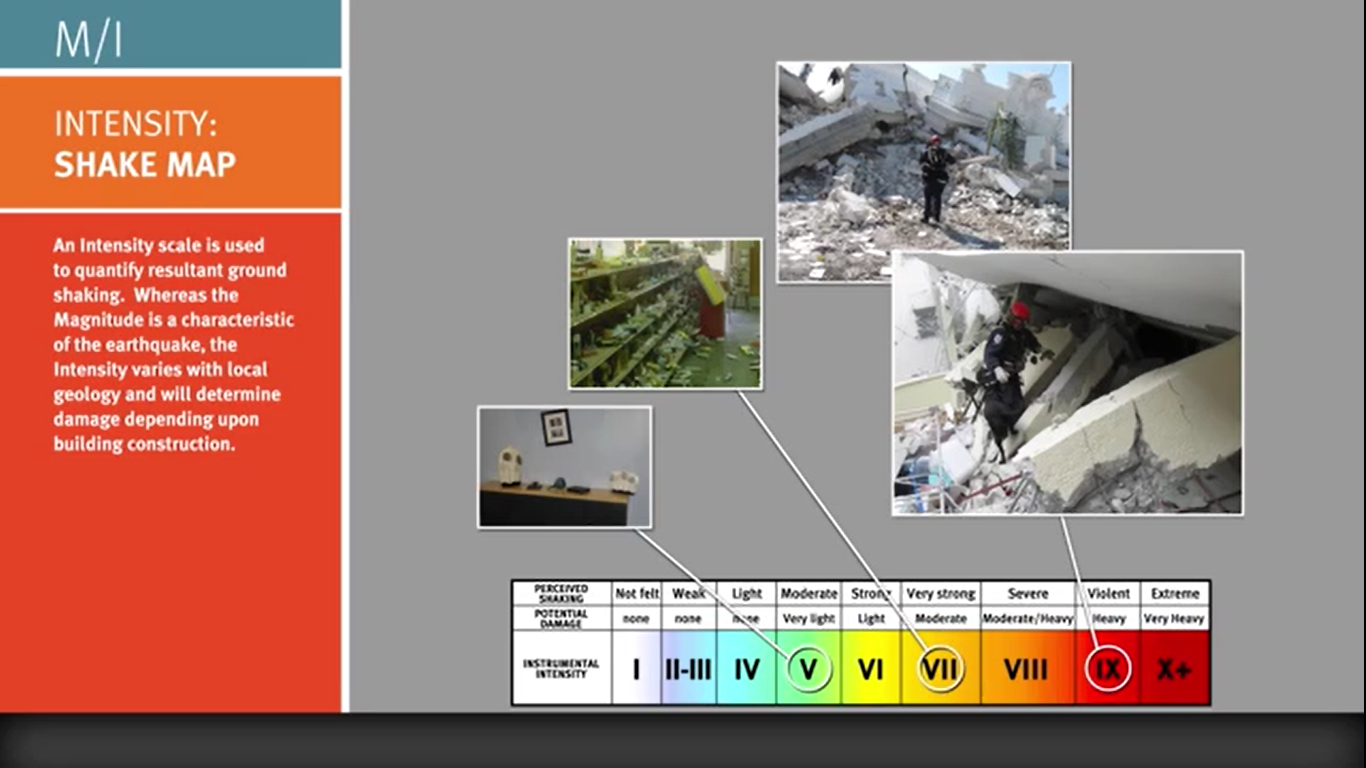 M/I
INTENSITY:
SHAKE MAP
An Intensity scale is used
to quantify resultant ground
shaking. Whereas the
Magnitude is a characteristic
of the earthquake, the
Intensity varies with local
geology and will determine
damage depending upon
building construction.
PERCEIVED SHAKING Not felt Weak Light Moderate Strong Very strong Severe Violent Extreme
POTENTIAL DAMAGE none none none Very light Light Moderate Moderate/Heavy Heavy Very Heavy
INSTRUMENTAL INTENSITY I II-III IV V VI VII VIII IX X+